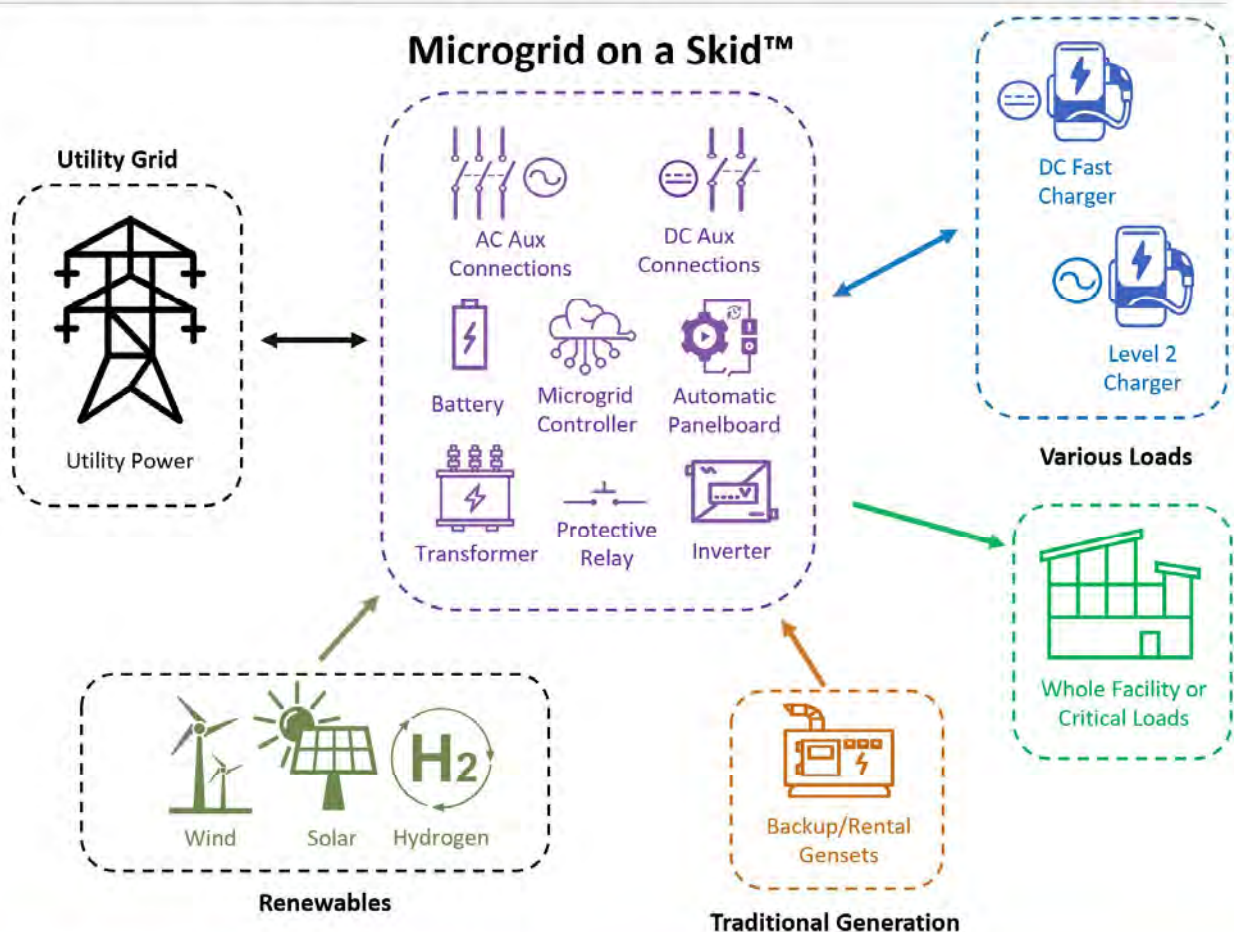 Microgrid on a Skid™
Utility Grid
Utility Power
AC Aux
Connections
DC Aux
Connections
Battery
Microgrid
Controller
Automatic
Panelboard
Transformer
Protective
Relay
Inverter
DC Fast
Charger
Level 2
Charger
Various Loads
Whole Facility or
Critical Loads
H2
Wind
Solar
Hydrogen
Renewables
Backup/Rental
Gensets
Traditional Generation